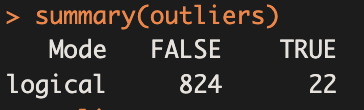 > summary(outliers)
   Mode   FALSE    TRUE
logical     824      22